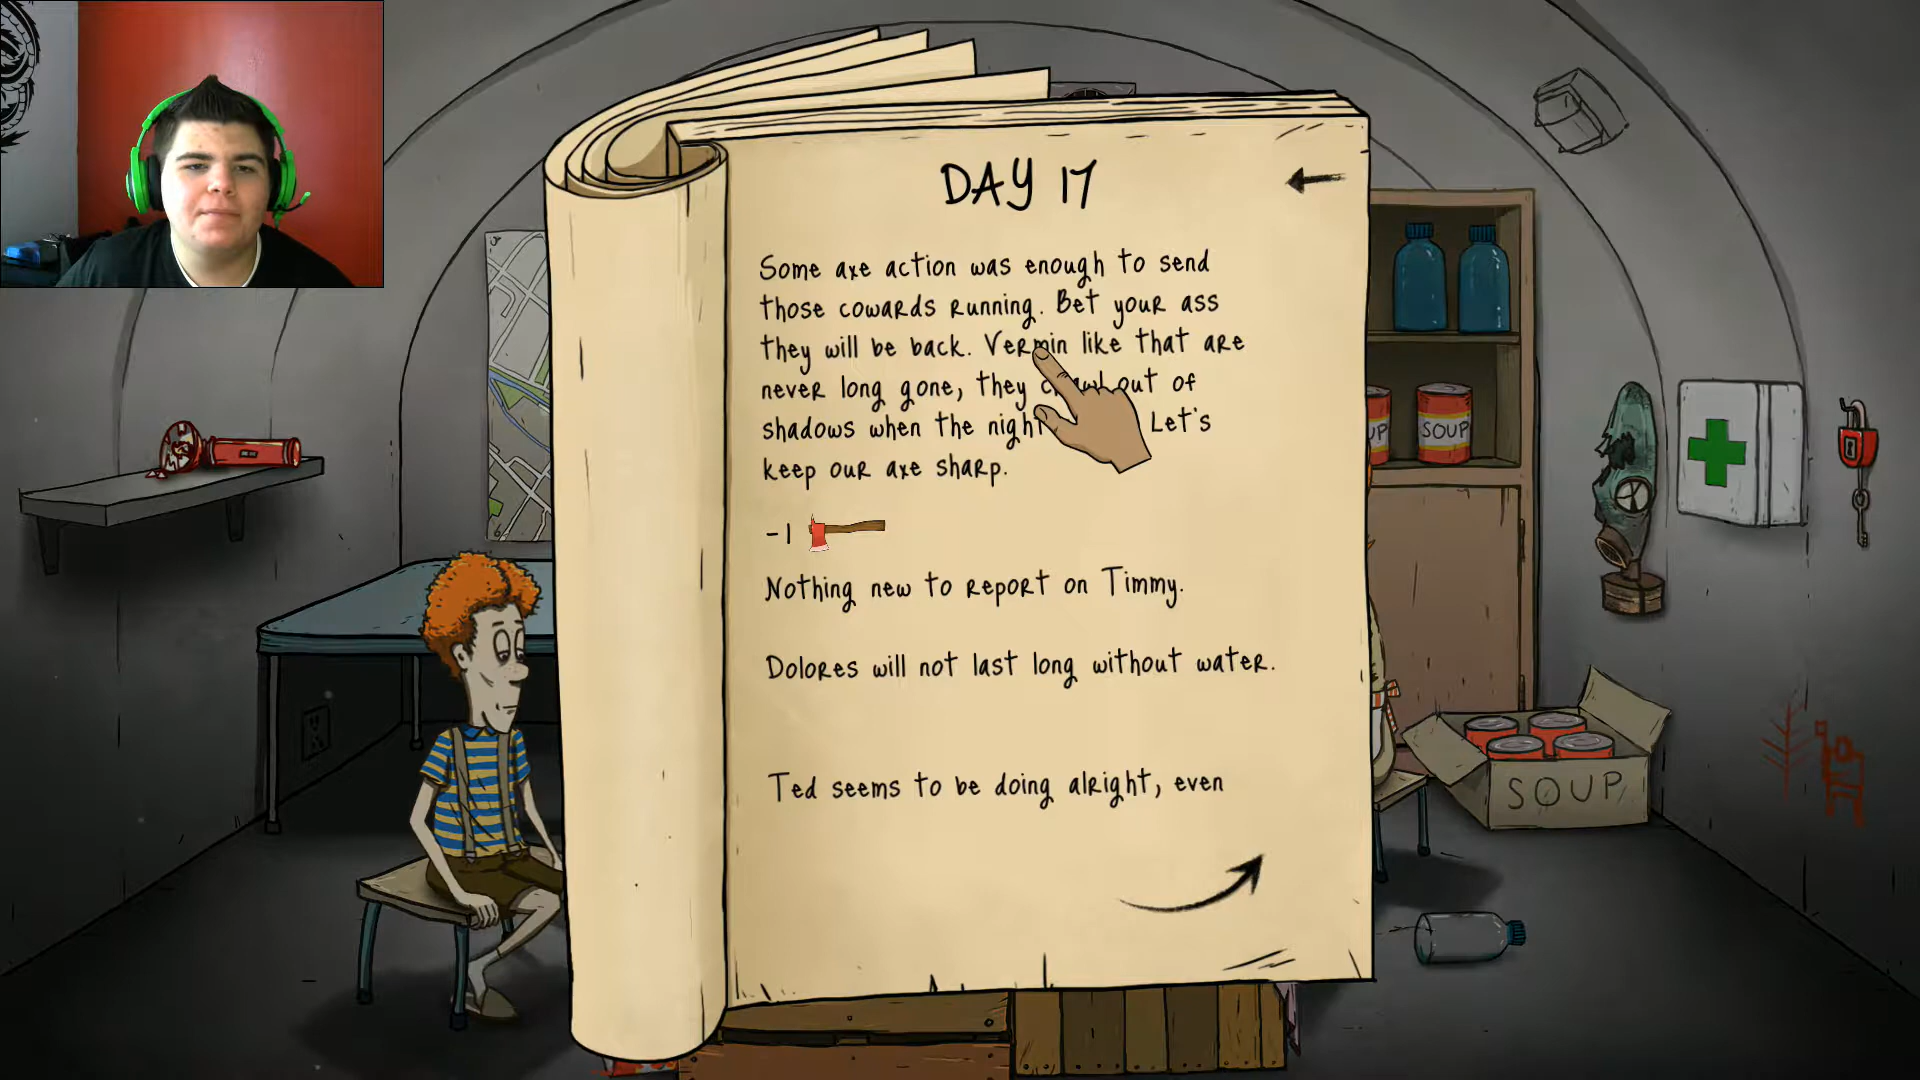 DAY 17
Some axe action was enough to send
those cowards running. Bet your ass
they will be back. Vermin like that are
never long gone, they out of
shadows when the night Let's
keep our axe sharp.
-1
Nothing new to report on Timmy.
Dolores will not last long without water.
Ted seems to be doing alright, even
SOUP
SOUP